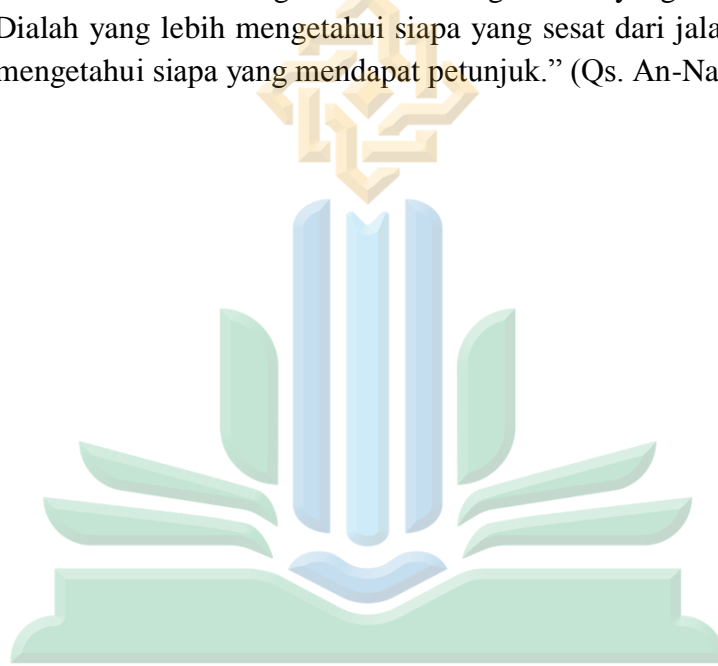 Dialah yang lebih mengetahui siapa yang sesat dari jala
mengetahui siapa yang mendapat petunjuk.” (Qs. An-Na